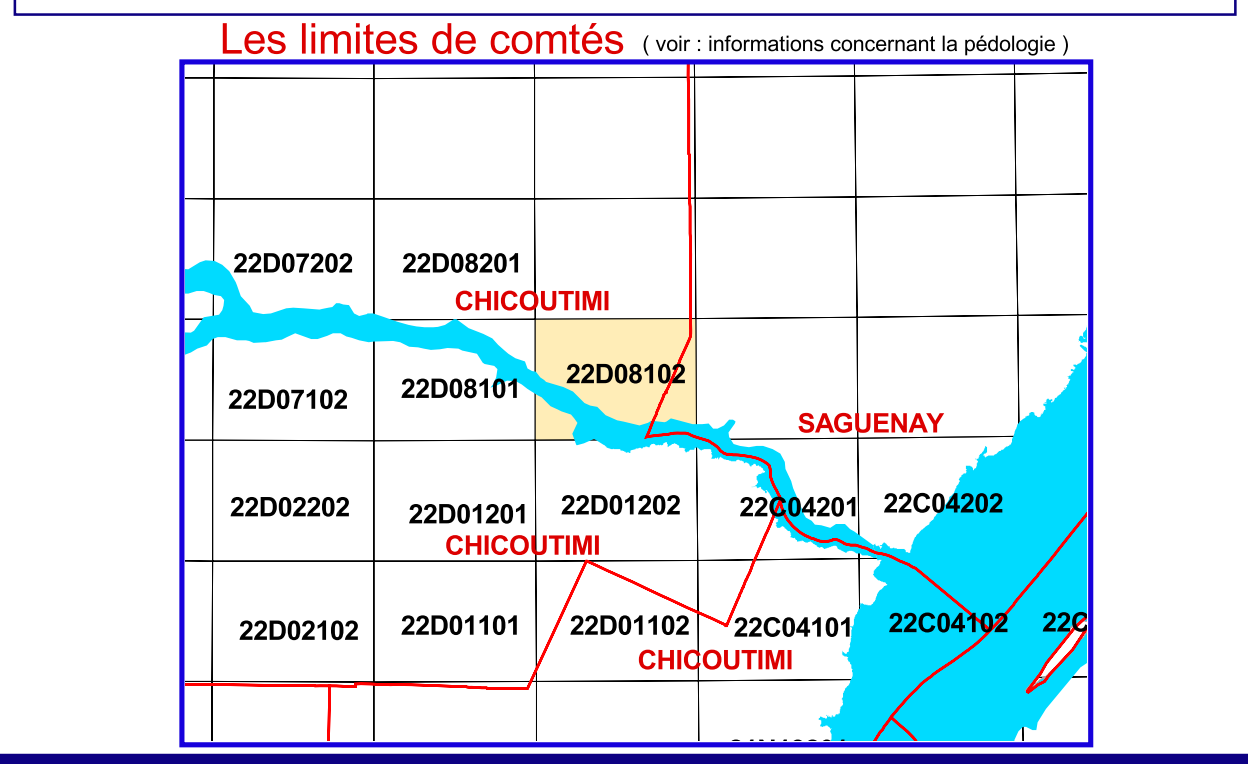 Les limites de comtés ( voir : informations concernant la pédologie )
22D07202 22D08201
CHICOUTIMI
22D08102
22D07102 22D08101
SAGUENAY
22D02202 22D01201 22D01202 22C04201 22C04202
CHICOUTIMI
22D02102 22D01101 22D01102 22C04101 22C04102 22C
CHICOUTIMI